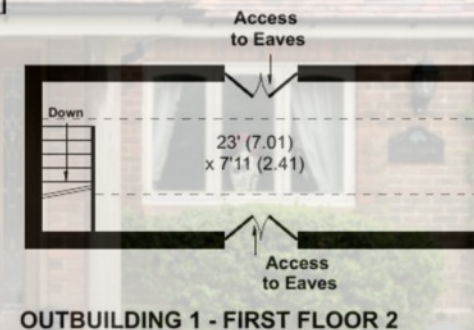 Access
to Eaves
Down
23' (7.01)
x 7'11 (2.41)
Access
to Eaves
OUTBUILDING 1 - FIRST FLOOR 2